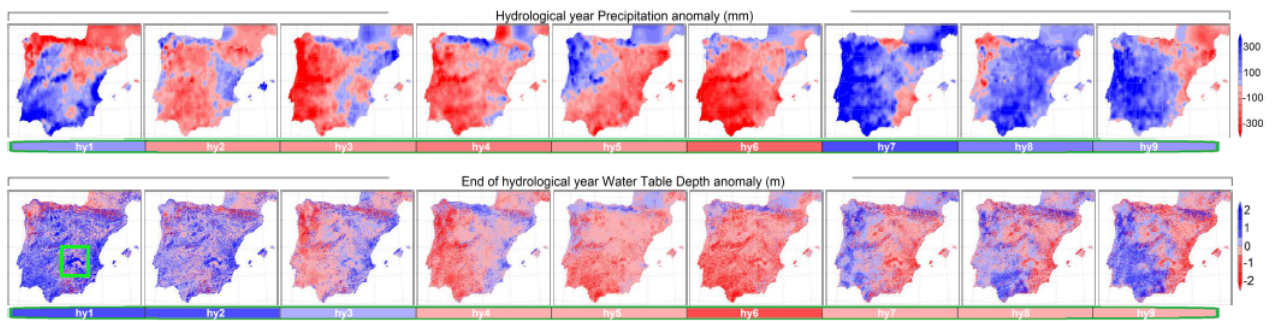 Hydrological year Precipitation anomaly (mm)
300
100
-100
-300
hy1 hy2 hy3 hy4 hy5 hy6 hy7 hy8 hy9
End of hydrological year Water Table Depth anomaly (m)
2
1
0
-1
-2
hy1 hy2 hy3 hy4 hy5 hy6 hy7 hy8 hy9